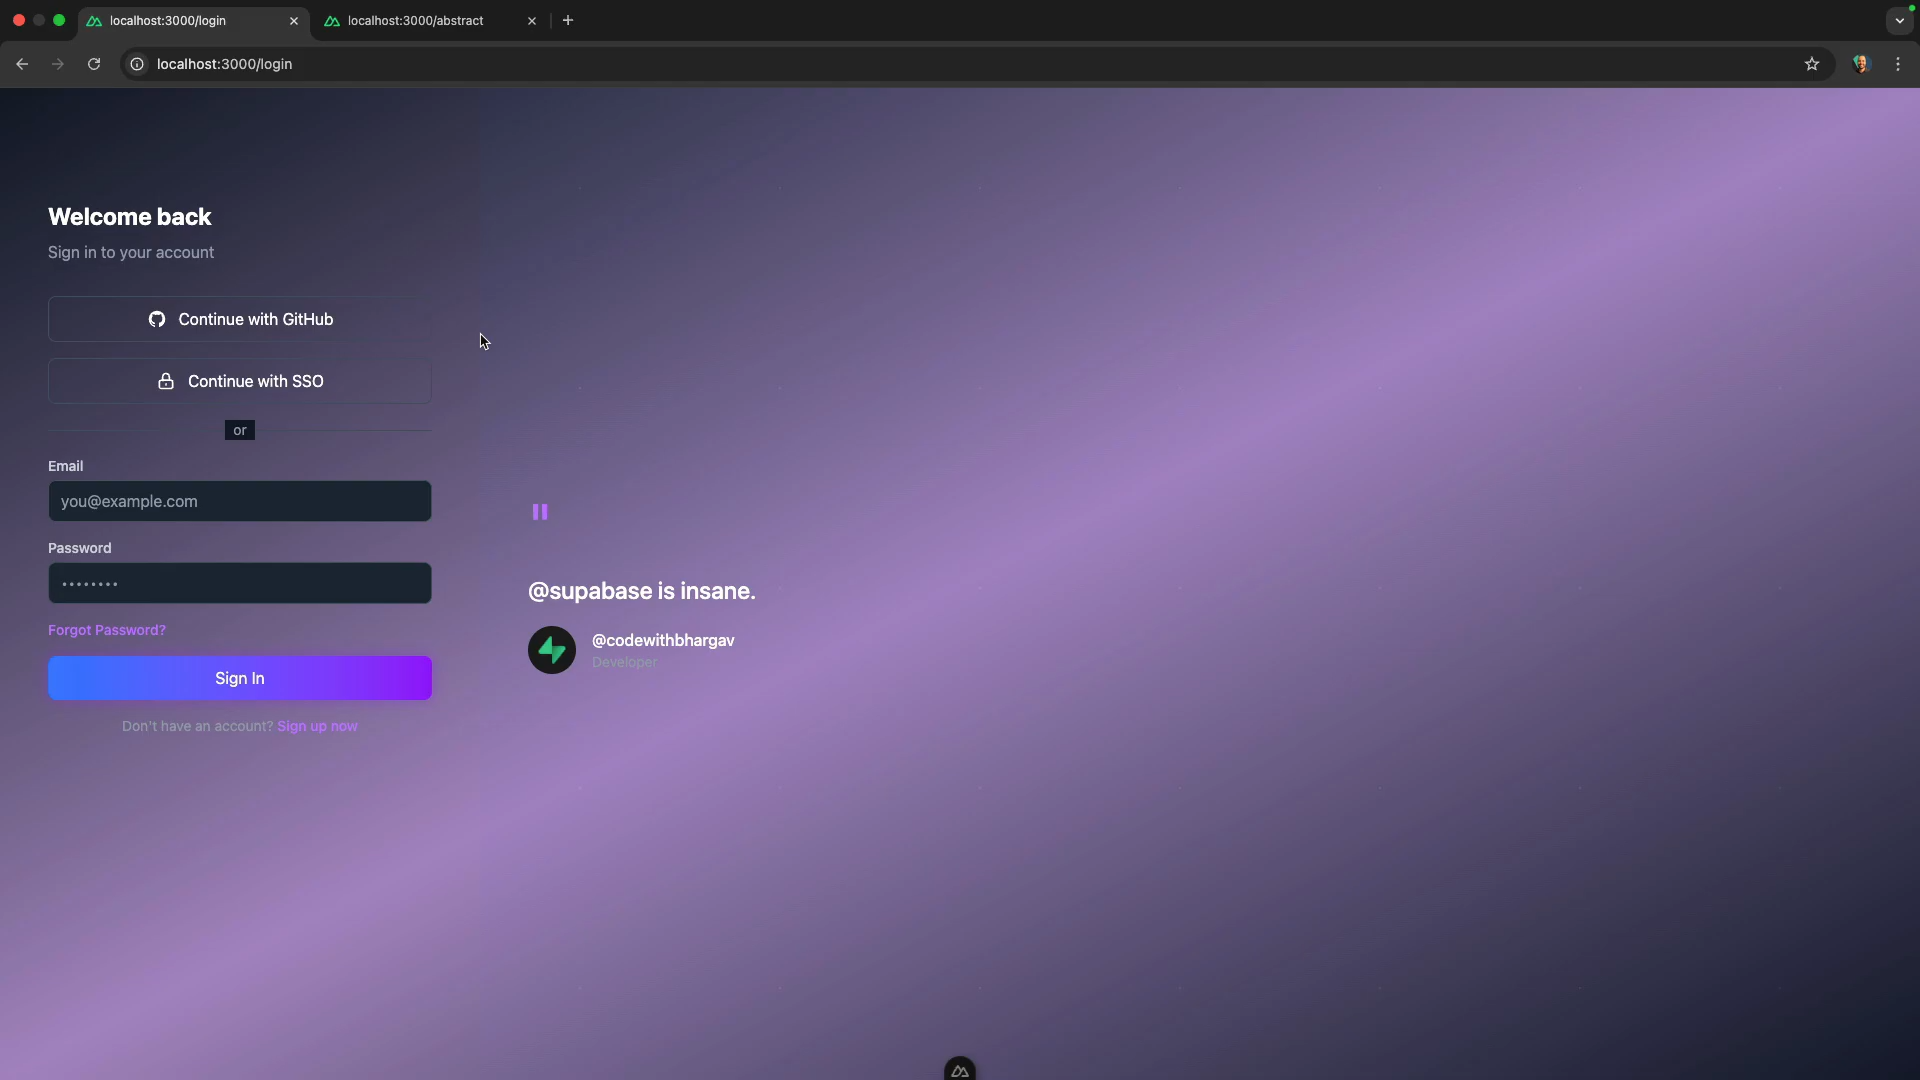 localhost:3000/login
localhost:3000/abstract
localhost:3000/login
Welcome back
Sign in to your account
Continue with GitHub
Continue with SSO
or
Email
you@example.com
Password
••••••••
Forgot Password?
Sign In
Don't have an account? Sign up now
"
@supabase is insane.
@codewithbhargav
Developer